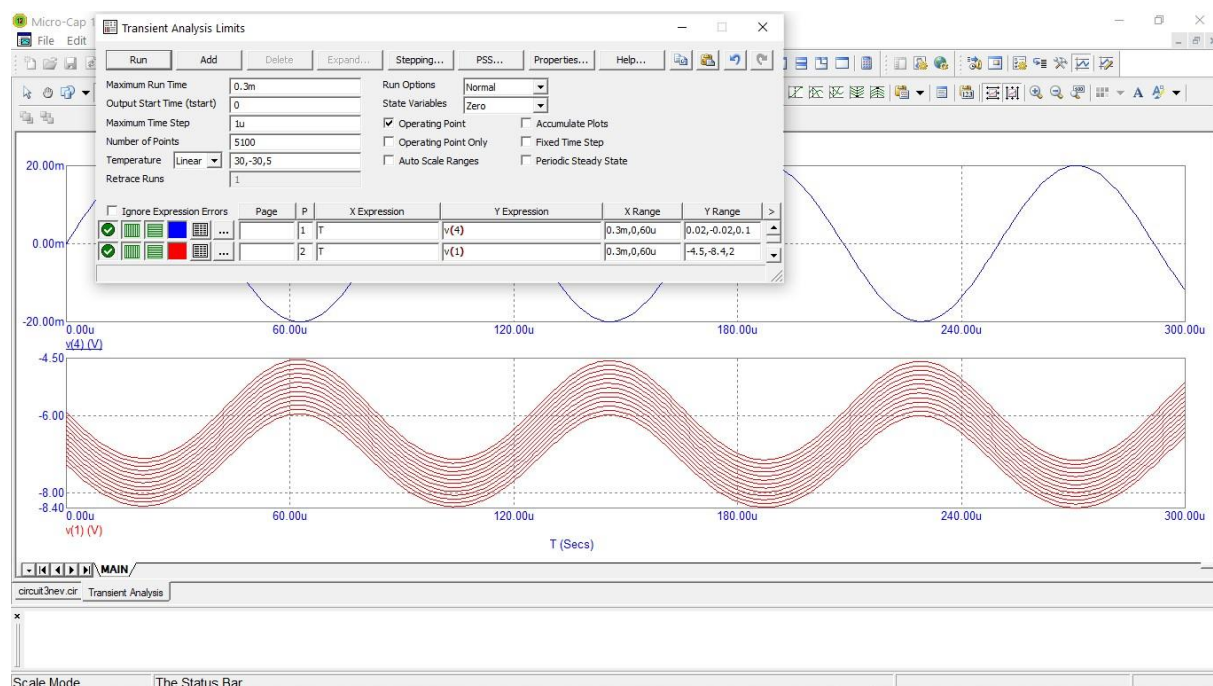 Micro-Cap 1
Transient Analysis Limits
File Edit
Run Add Delete Expand... Stepping... PSS... Properties... Help...
Maximum Run Time 0.3m Run Options Normal
Output Start Time (tstart) 0 State Variables Zero
Maximum Time Step 1u Operating Point Accumulate Plots
Number of Points 5100 Operating Point Only Fixed Time Step
Temperature Linear 30,-30,5 Auto Scale Ranges Periodic Steady State
Retrace Runs 1
Ignore Expression Errors Page P X Expression Y Expression X Range Y Range >
... 1 T v(4) 0.3m,0,60u 0.02,-0.02,0.1
... 2 T v(1) 0.3m,0,60u -4.5,-8.4,2
20.00m
0.00m
-20.00m
0.00u 60.00u 120.00u 180.00u 240.00u 300.00u
v(4) (V)
-4.50
-6.00
-8.00
-8.40
0.00u 60.00u 120.00u 180.00u 240.00u 300.00u
v(1) (V)
T (Secs)
MAIN
circuit3nev.cir Transient Analysis
Scale Mode The Status Bar